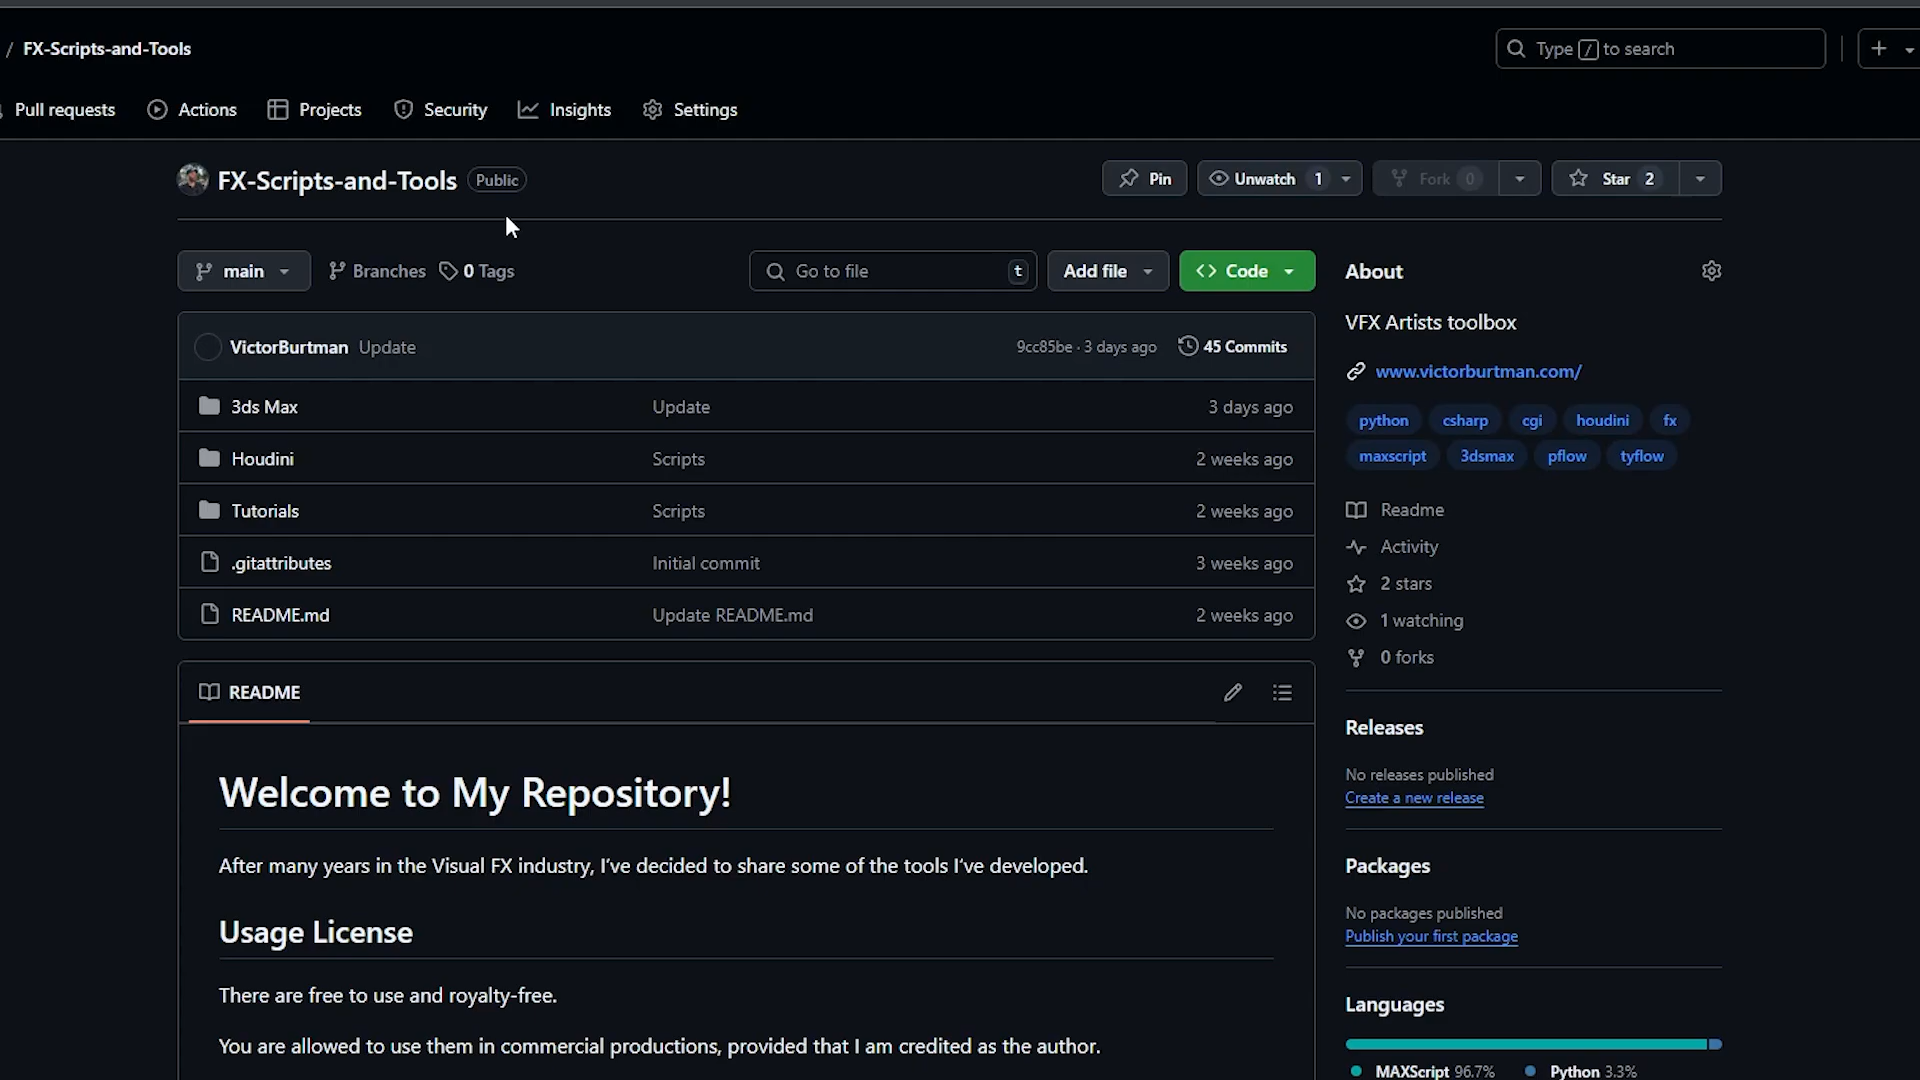 / FX-Scripts-and-Tools
Type / to search
Pull requests Actions Projects Security Insights Settings
FX-Scripts-and-Tools Public
Pin Unwatch 1 Fork 0 Star 2
main Branches 0 Tags Go to file t Add file Code
VictorBurtman Update 9cc85be · 3 days ago 45 Commits
3ds Max Update 3 days ago
Houdini Scripts 2 weeks ago
Tutorials Scripts 2 weeks ago
.gitattributes Initial commit 3 weeks ago
README.md Update README.md 2 weeks ago
README
Welcome to My Repository!
After many years in the Visual FX industry, I've decided to share some of the tools I've developed.
Usage License
There are free to use and royalty-free.
You are allowed to use them in commercial productions, provided that I am credited as the author.
About
VFX Artists toolbox
www.victorburtman.com/
python csharp cgi houdini fx
maxscript 3dsmax pflow tyflow
Readme
Activity
2 stars
1 watching
0 forks
Releases
No releases published
Create a new release
Packages
No packages published
Publish your first package
Languages
MAXScript 96.7% Python 3.3%